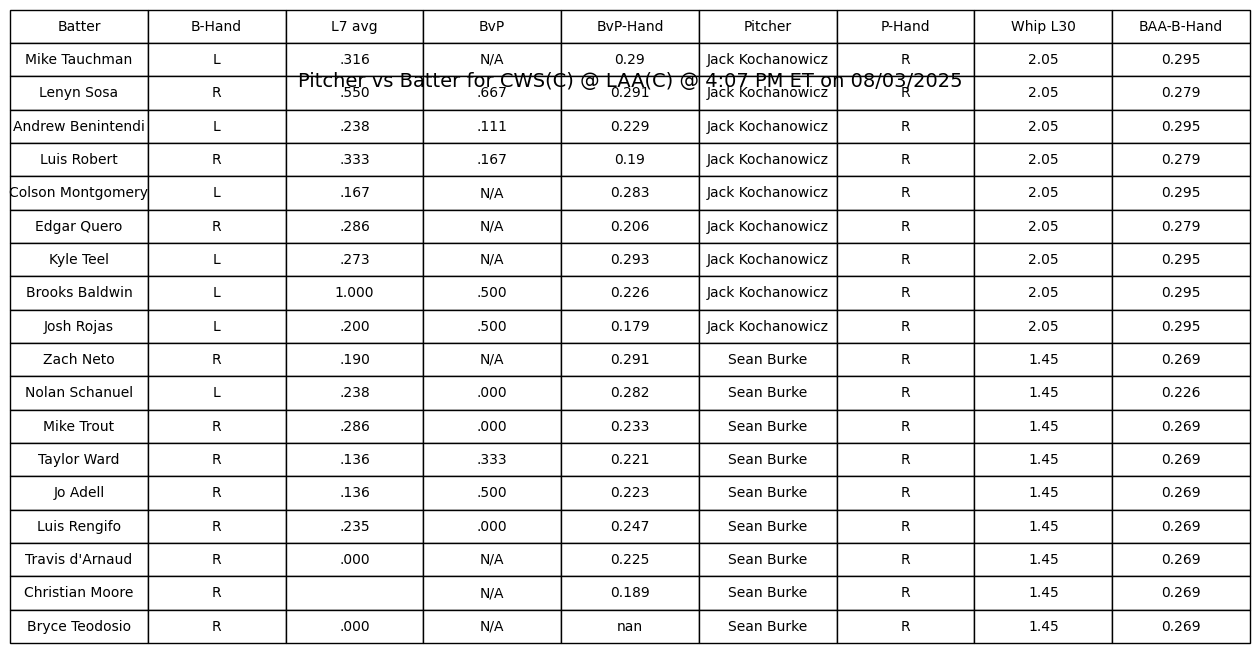 Batter B-Hand L7 avg BvP BvP-Hand Pitcher P-Hand Whip L30 BAA-B-Hand
Mike Tauchman L .316 N/A 0.29 Jack Kochanowicz R 2.05 0.295
Pitcher vs Batter for CWS(C) @ LAA(C) @ 4:07 PM ET on 08/03/2025
Lenyn Sosa R .550 .667 0.291 Jack Kochanowicz R 2.05 0.279
Andrew Benintendi L .238 .111 0.229 Jack Kochanowicz R 2.05 0.295
Luis Robert R .333 .167 0.19 Jack Kochanowicz R 2.05 0.279
Colson Montgomery L .167 N/A 0.283 Jack Kochanowicz R 2.05 0.295
Edgar Quero R .286 N/A 0.206 Jack Kochanowicz R 2.05 0.279
Kyle Teel L .273 N/A 0.293 Jack Kochanowicz R 2.05 0.295
Brooks Baldwin L 1.000 .500 0.226 Jack Kochanowicz R 2.05 0.295
Josh Rojas L .200 .500 0.179 Jack Kochanowicz R 2.05 0.295
Zach Neto R .190 N/A 0.291 Sean Burke R 1.45 0.269
Nolan Schanuel L .238 .000 0.282 Sean Burke R 1.45 0.226
Mike Trout R .286 .000 0.233 Sean Burke R 1.45 0.269
Taylor Ward R .136 .333 0.221 Sean Burke R 1.45 0.269
Jo Adell R .136 .500 0.223 Sean Burke R 1.45 0.269
Luis Rengifo R .235 .000 0.247 Sean Burke R 1.45 0.269
Travis d'Arnaud R .000 N/A 0.225 Sean Burke R 1.45 0.269
Christian Moore R N/A 0.189 Sean Burke R 1.45 0.269
Bryce Teodosio R .000 N/A nan Sean Burke R 1.45 0.269